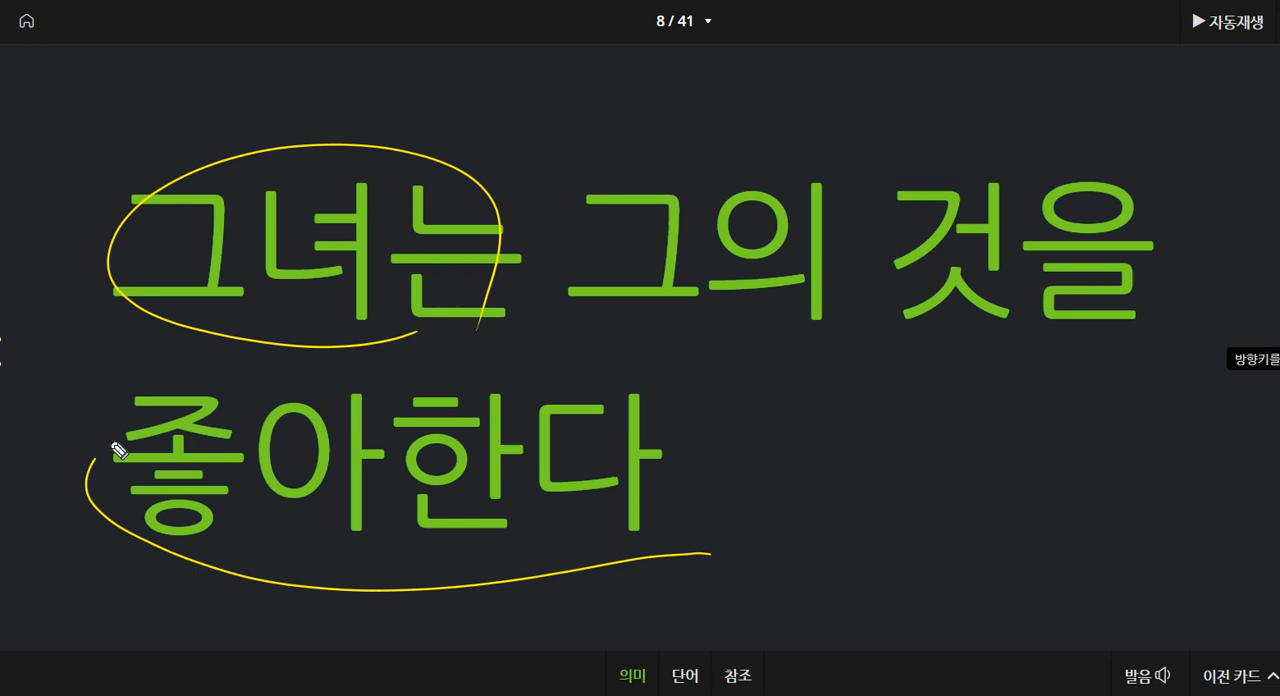 8 / 41
자동재생
그녀는 그의 것을
방향키를
좋아한다
의미 단어 참조
발음 이전 카드